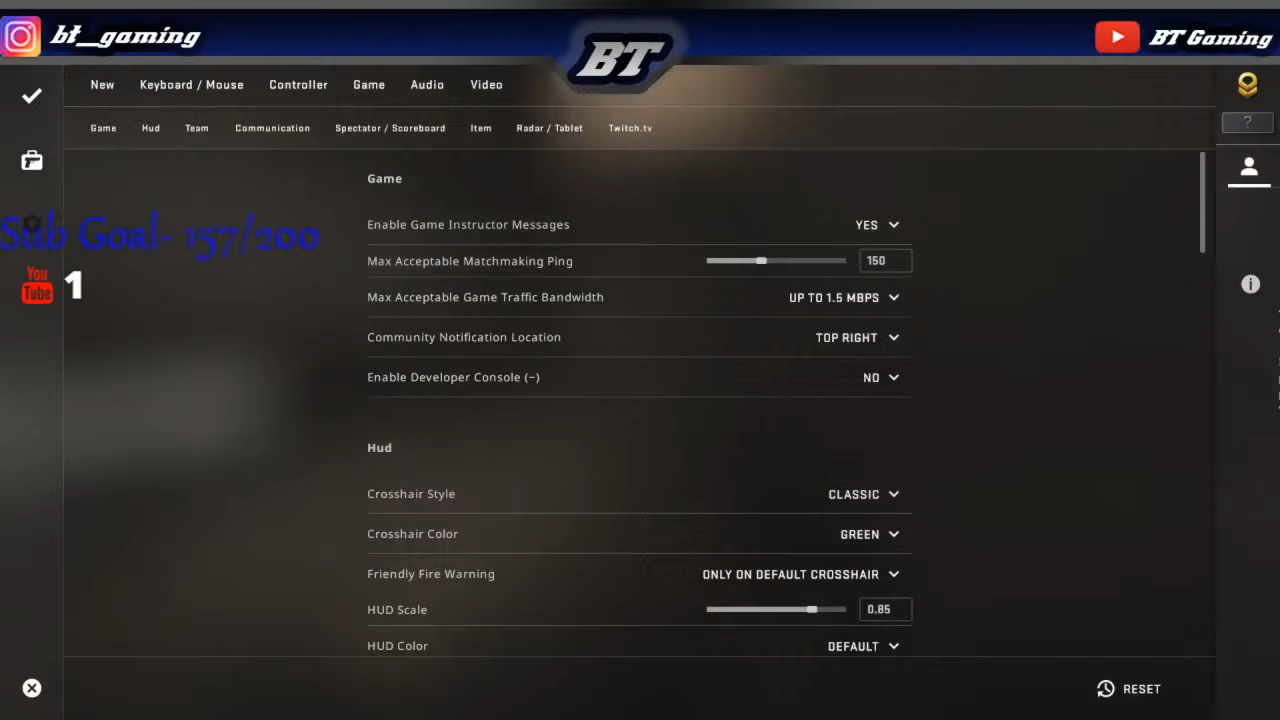 bt_gaming
BT
BT Gaming
New Keyboard / Mouse Controller Game Audio Video
Game Hud Team Communication Spectator / Scoreboard Item Radar / Tablet Twitch.tv
?
Game
Sub Goal- 157/200
Enable Game Instructor Messages YES
Max Acceptable Matchmaking Ping 150
You Tube 1
Max Acceptable Game Traffic Bandwidth UP TO 1.5 MBPS
Community Notification Location TOP RIGHT
Enable Developer Console (~) NO
Hud
Crosshair Style CLASSIC
Crosshair Color GREEN
Friendly Fire Warning ONLY ON DEFAULT CROSSHAIR
HUD Scale 0.85
HUD Color DEFAULT
RESET